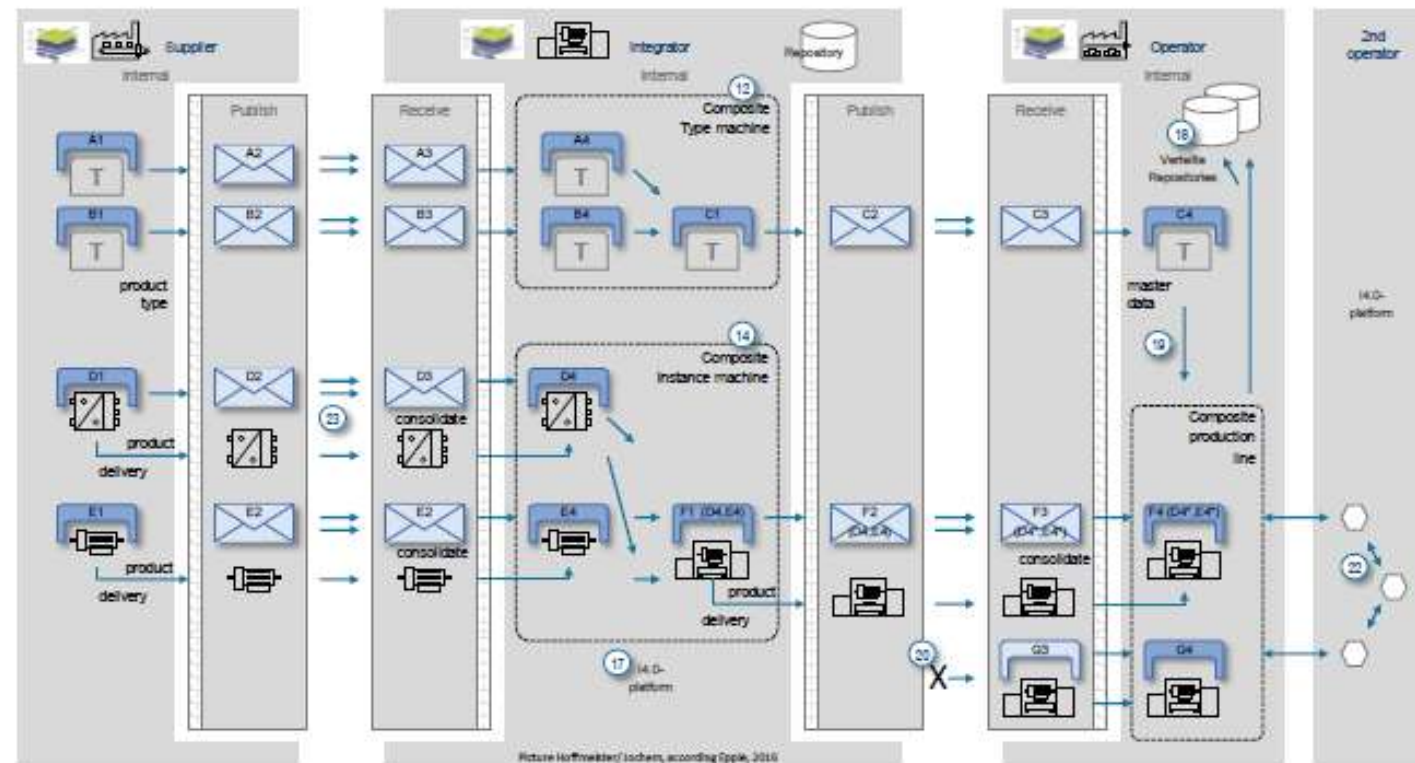 Supplier
Internal
Integrator
Internal
Repository
Operator
Internal
2nd
operator
Publish
Receive
12
Composite
Type machine
Publish
Receive
18
Verteilte
Repositories
A1
T
A2
A3
A4
T
B1
T
B2
B3
B4
T
C1
T
C2
C3
C4
T
product
type
master
data
I4.0-
platform
19
14
Composite
Instance machine
D1
D2
23
D3
consolidate
D4
product
delivery
Composite
production
line
E1
E2
E2
consolidate
E4
F1 (D4,E4)
F2
(D4,E4)
F3
(D4*,E4*)
consolidate
F4 (D4*,E4*)
22
product
delivery
product
delivery
17
I4.0-
platform
20
X
G3
G4
Picture Hoffmeister/ Jochem, according Epple, 2016